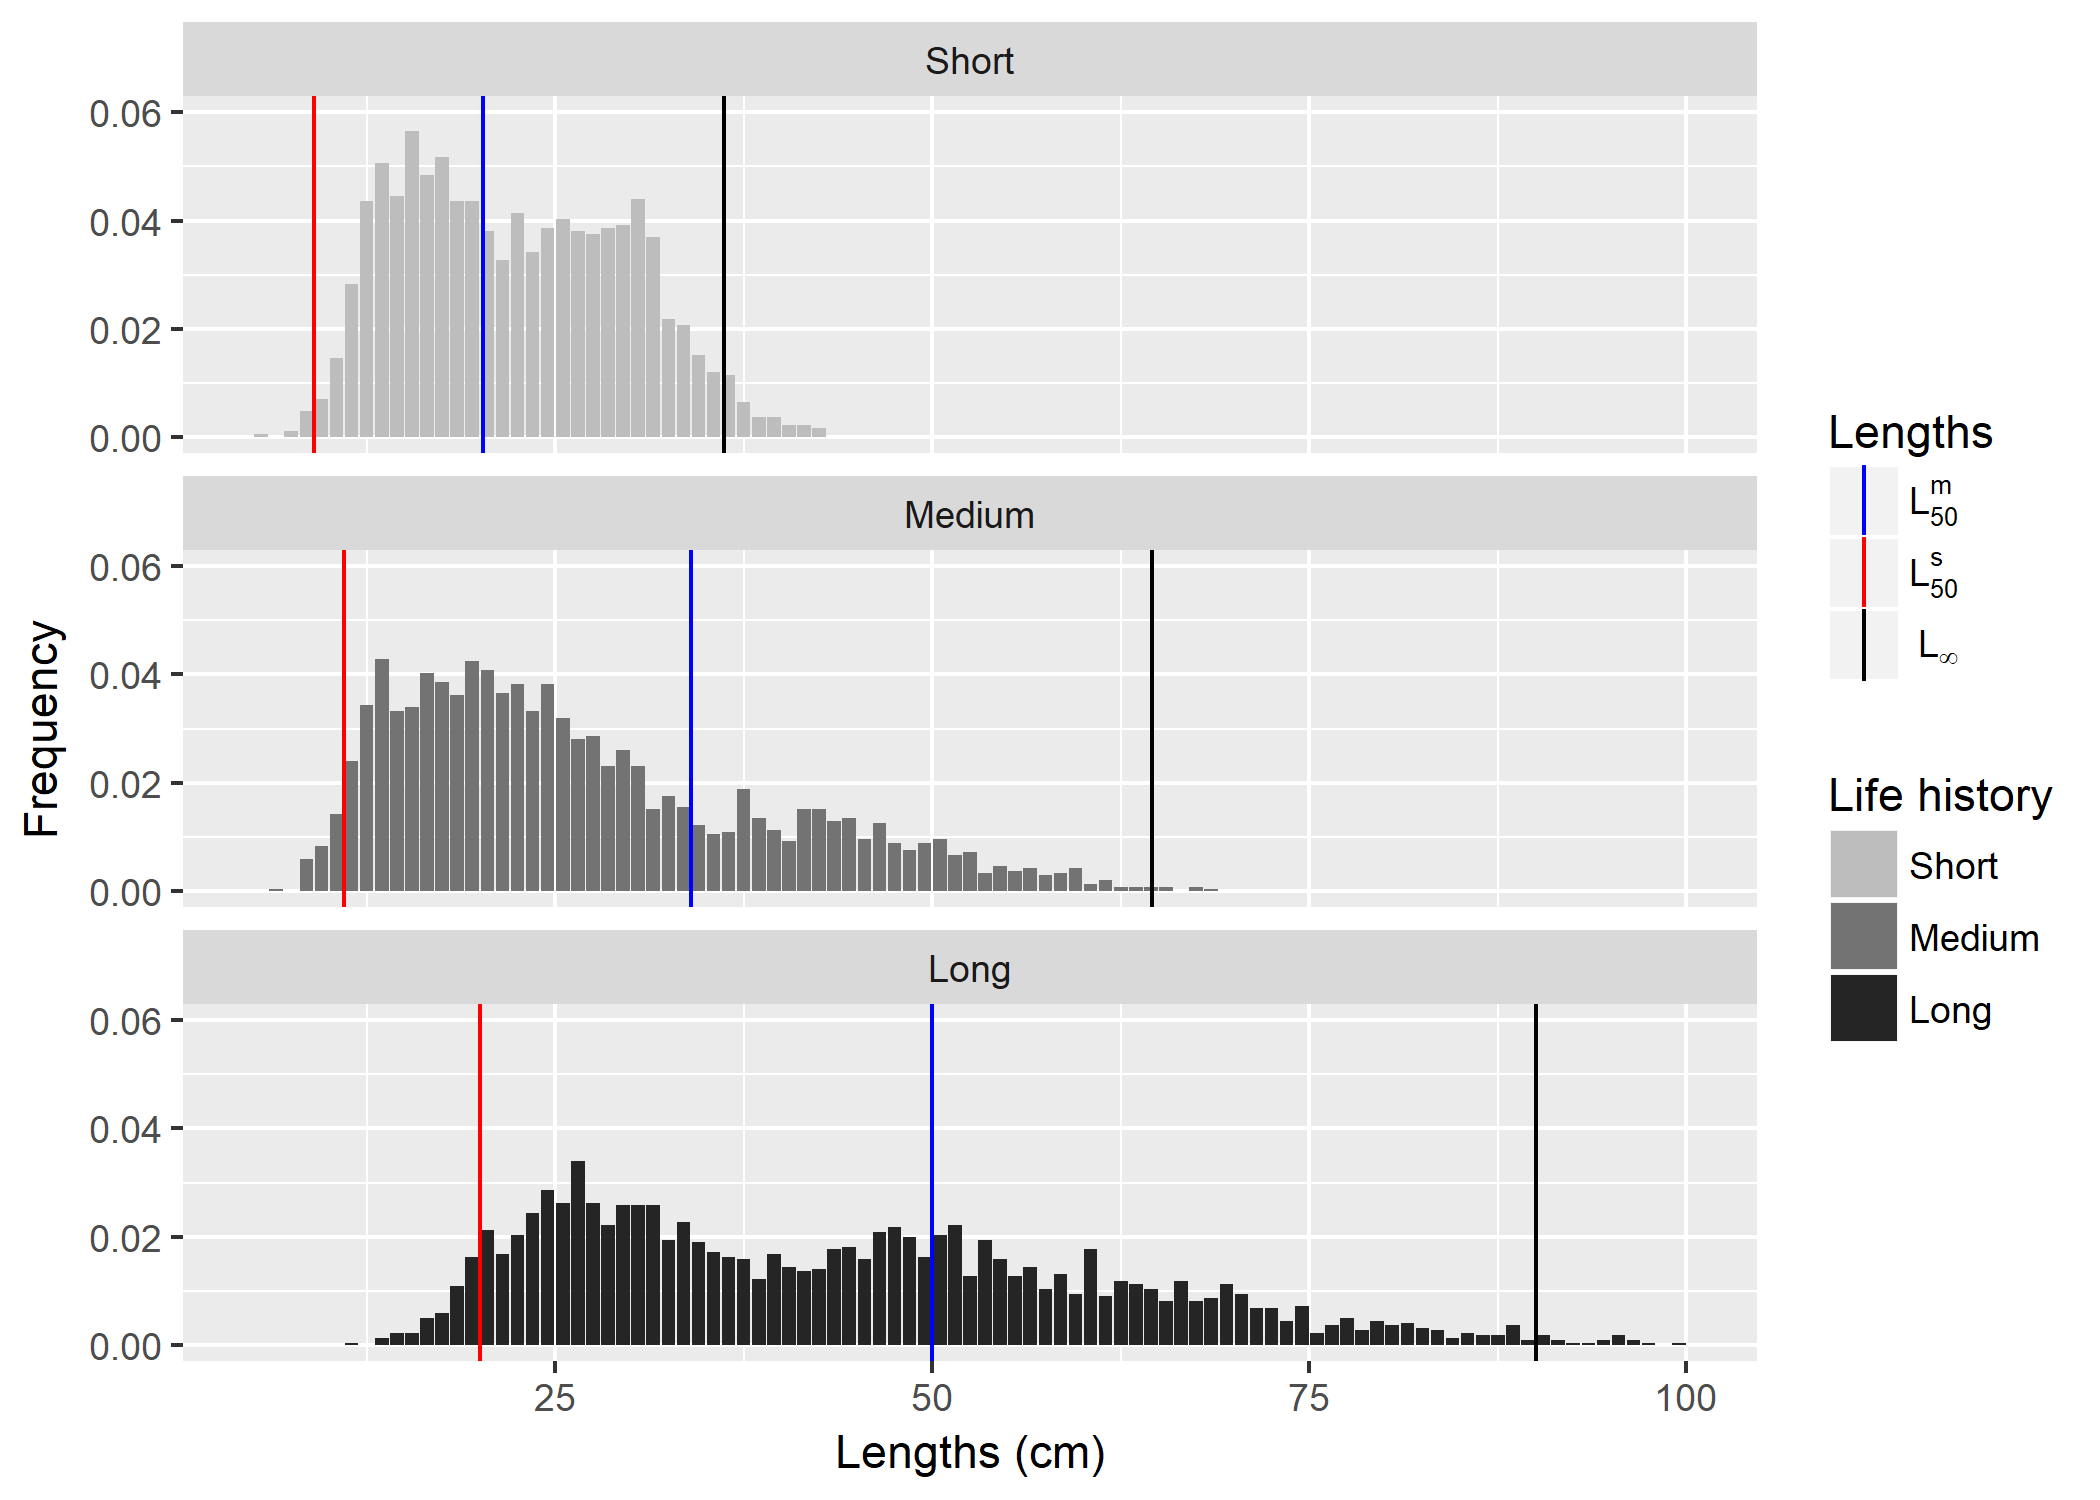 Short
0.06
0.04
0.02
0.00
Medium
0.06
0.04
0.02
0.00
Long
0.06
0.04
0.02
0.00
25 50 75 100
Lengths (cm)
Frequency
Lengths
L50^m
L50^s
L∞
Life history
Short
Medium
Long